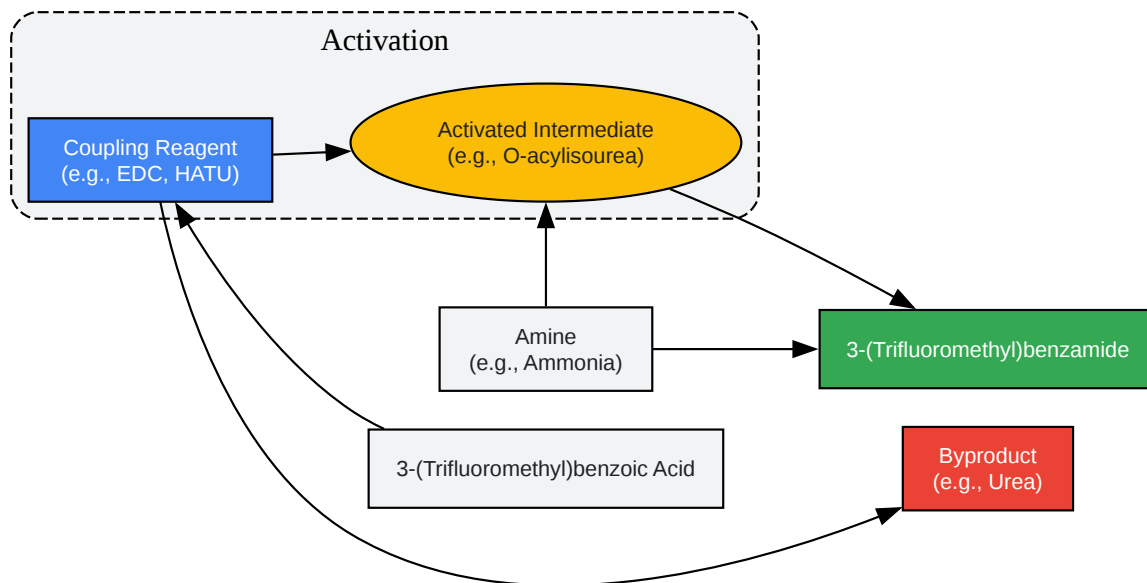 Activation
Coupling Reagent
(e.g., EDC, HATU)
Activated Intermediate
(e.g., O-acylisourea)
Amine
(e.g., Ammonia)
3-(Trifluoromethyl)benzamide
3-(Trifluoromethyl)benzoic Acid
Byproduct
(e.g., Urea)